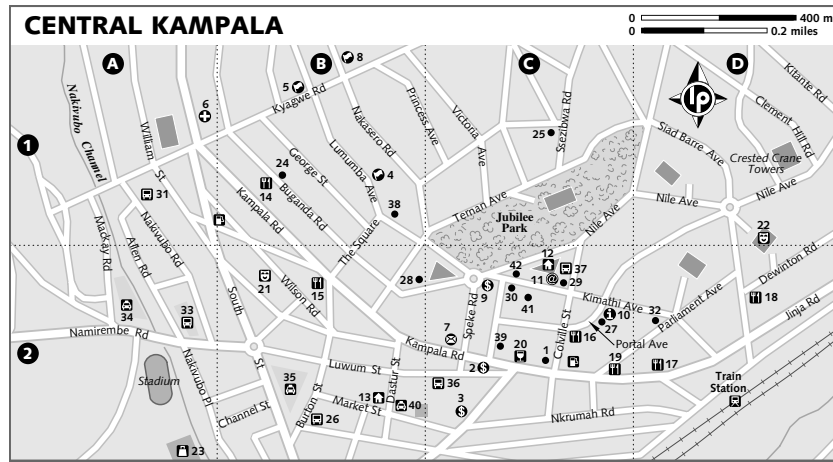 CENTRAL KAMPALA
0 400 m
0 0.2 miles
A
B
C
D
1
2
lp
8
5
6
Kyagwe Rd
Nakivubo Channel
William St
Nakasero Rd
Princess Ave
Victoria Ave
Ssezibwa Rd
25
Kitante Rd
Clement Hill Rd
Siad Barre Ave
Crested Crane Towers
24
George St
Lumumba Ave
4
14
Buganda Rd
Kampala Rd
38
Ternan Ave
Jubilee Park
Nile Ave
Nile Ave
Nile Ave
31
Nakivubo Rd
Allen Rd
MacKay Rd
The Square
22
12
37
42
11
@
29
28
21
Wilson Rd
15
South St
9
30
41
Kimathi Ave
Dewinton Rd
18
32
Parliament Ave
Jinja Rd
10
27
Portal Ave
34
33
Namirembe Rd
Speke Rd
Colville St
7
Kampala Rd
39
20
1
16
19
17
2
Luwum St
Stadium
Nakivubo Pl
35
Dastur St
36
13
Market St
40
3
Burton St
Channel St
26
23
Nkrumah Rd
Train Station